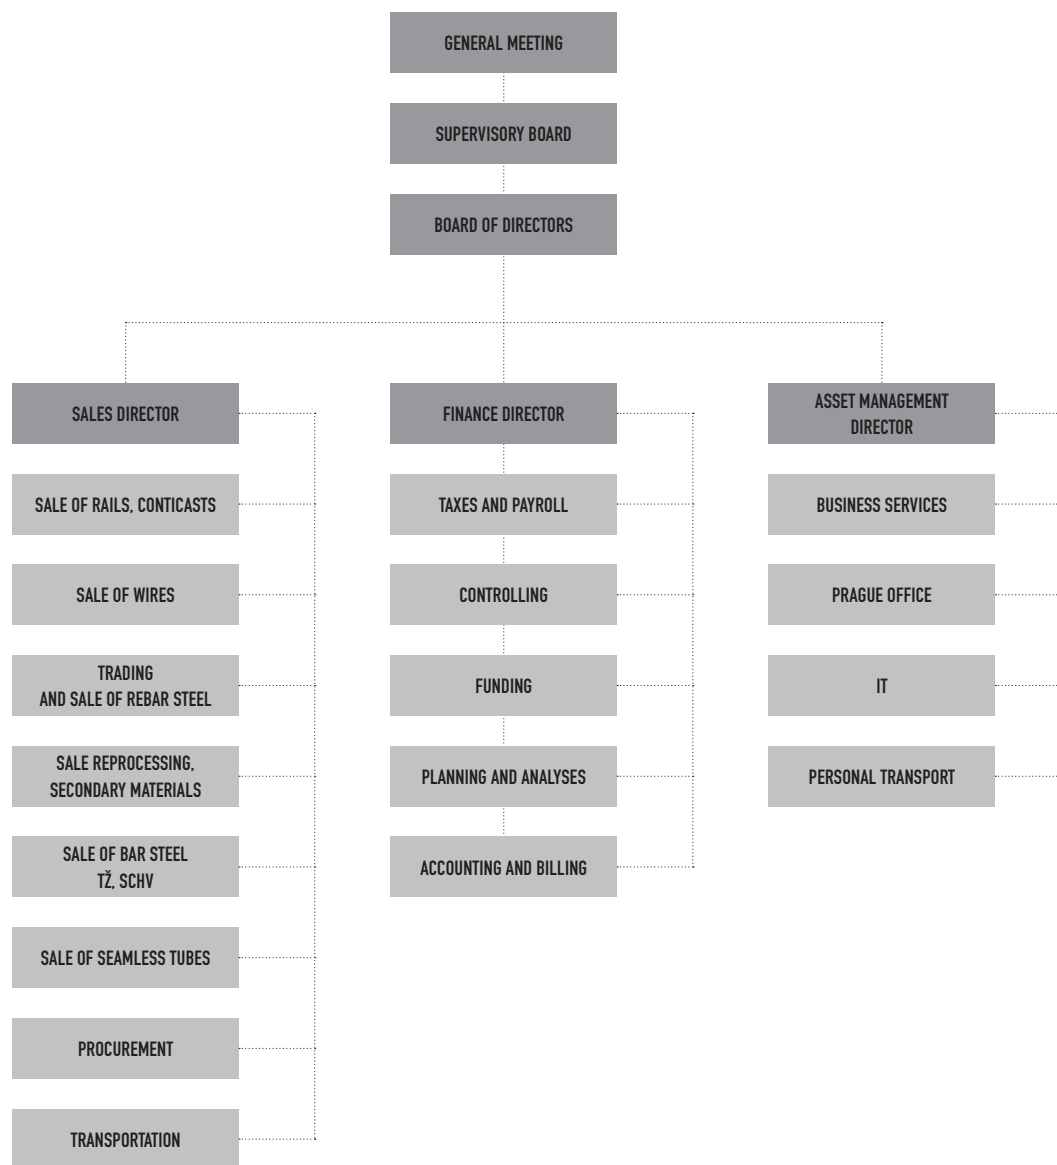 GENERAL MEETING
SUPERVISORY BOARD
BOARD OF DIRECTORS
SALES DIRECTOR
SALE OF RAILS, CONTICASTS
SALE OF WIRES
TRADING
AND SALE OF REBAR STEEL
SALE REPROCESSING,
SECONDARY MATERIALS
SALE OF BAR STEEL
TŽ, SCHV
SALE OF SEAMLESS TUBES
PROCUREMENT
TRANSPORTATION
FINANCE DIRECTOR
TAXES AND PAYROLL
CONTROLLING
FUNDING
PLANNING AND ANALYSES
ACCOUNTING AND BILLING
ASSET MANAGEMENT
DIRECTOR
BUSINESS SERVICES
PRAGUE OFFICE
IT
PERSONAL TRANSPORT